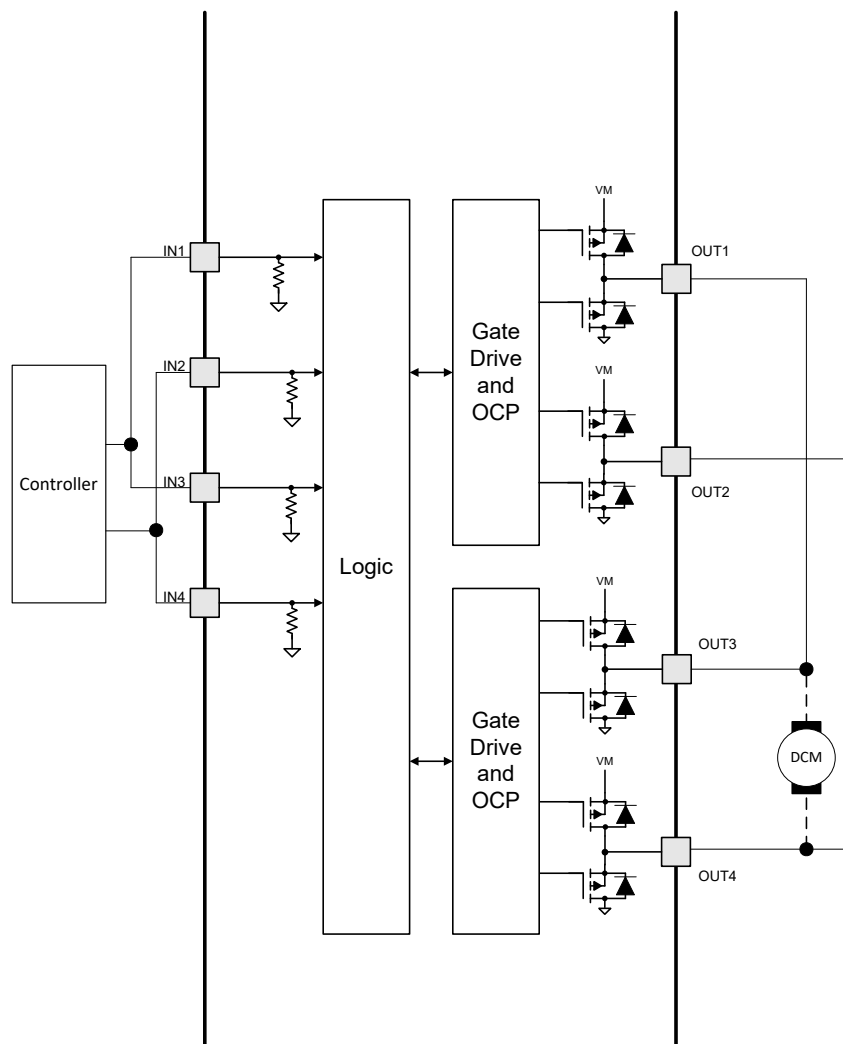 VM
IN1
OUT1
Gate
Drive
and
OCP
IN2
VM
Controller
IN3
OUT2
Logic
VM
IN4
OUT3
Gate
Drive
and
OCP
DCM
VM
OUT4